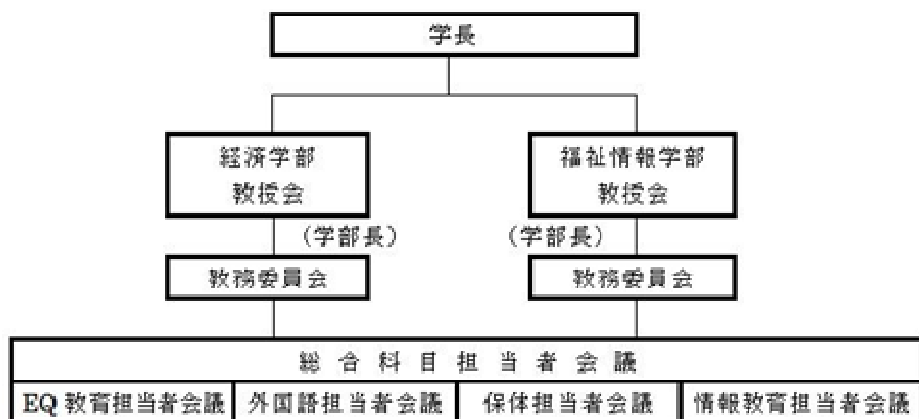 学長
経済学部
教授会
福祉情報学部
教授会
(学部長)
(学部長)
教務委員会
教務委員会
総合科目担当者会議
EQ教育担当者会議
外国語担当者会議
保体担当者会議
情報教育担当者会議